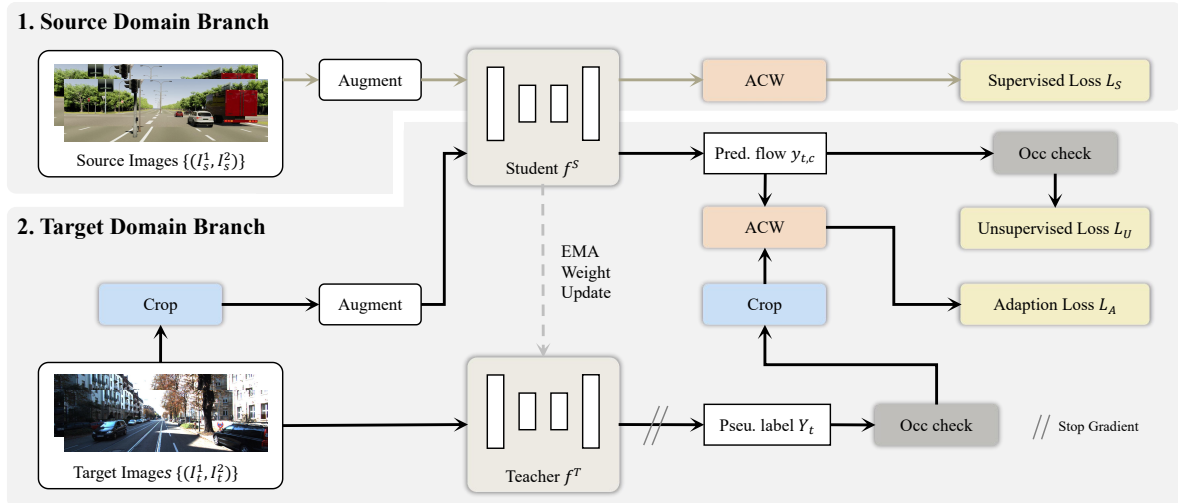 1. Source Domain Branch
Source Images {(I_s^1, I_s^2)}
Augment
Student f^S
ACW
Supervised Loss L_S
Pred. flow y_{t,c}
Occ check
Unsupervised Loss L_U
2. Target Domain Branch
ACW
EMA
Weight
Update
Crop
Augment
Crop
Adaption Loss L_A
Target Images {(I_t^1, I_t^2)}
Teacher f^T
Pseu. label Y_t
Occ check
// Stop Gradient